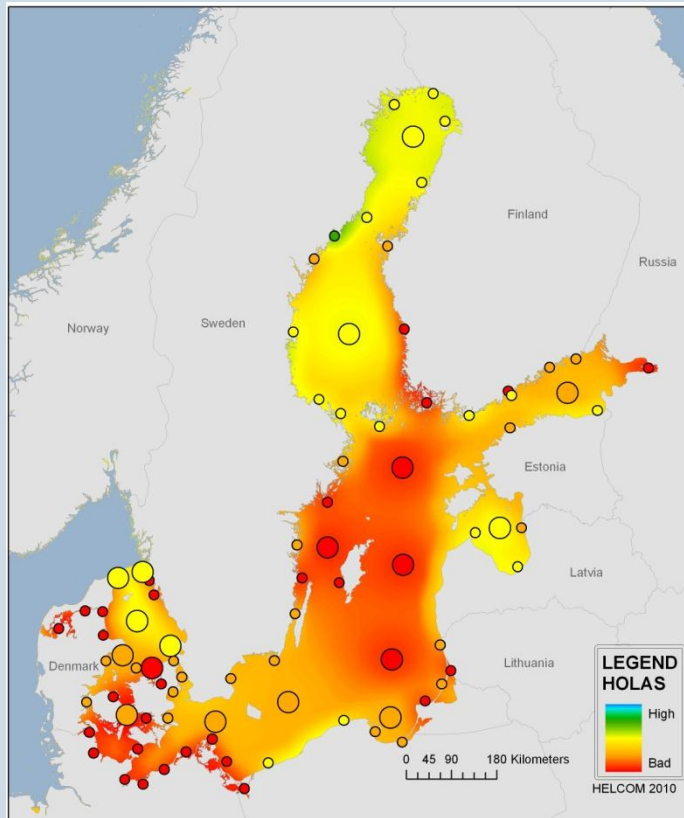 Finland
Russia
Norway
Sweden
Estonia
Latvia
Denmark
Lithuania
LEGEND
HOLAS
High
Bad
0 45 90 180 Kilometers
HELCOM 2010